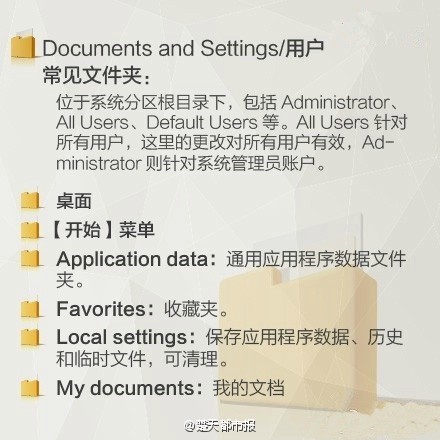 Documents and Settings/用户
常见文件夹：
位于系统分区根目录下，包括 Administrator、
All Users、Default Users 等。All Users 针对
所有用户，这里的更改对所有用户有效，Ad-
ministrator 则针对系统管理员账户。
桌面
【开始】菜单
Application data：通用应用程序数据文件
夹。
Favorites：收藏夹。
Local settings：保存应用程序数据、历史
和临时文件，可清理。
My documents：我的文档
@楚天都市报